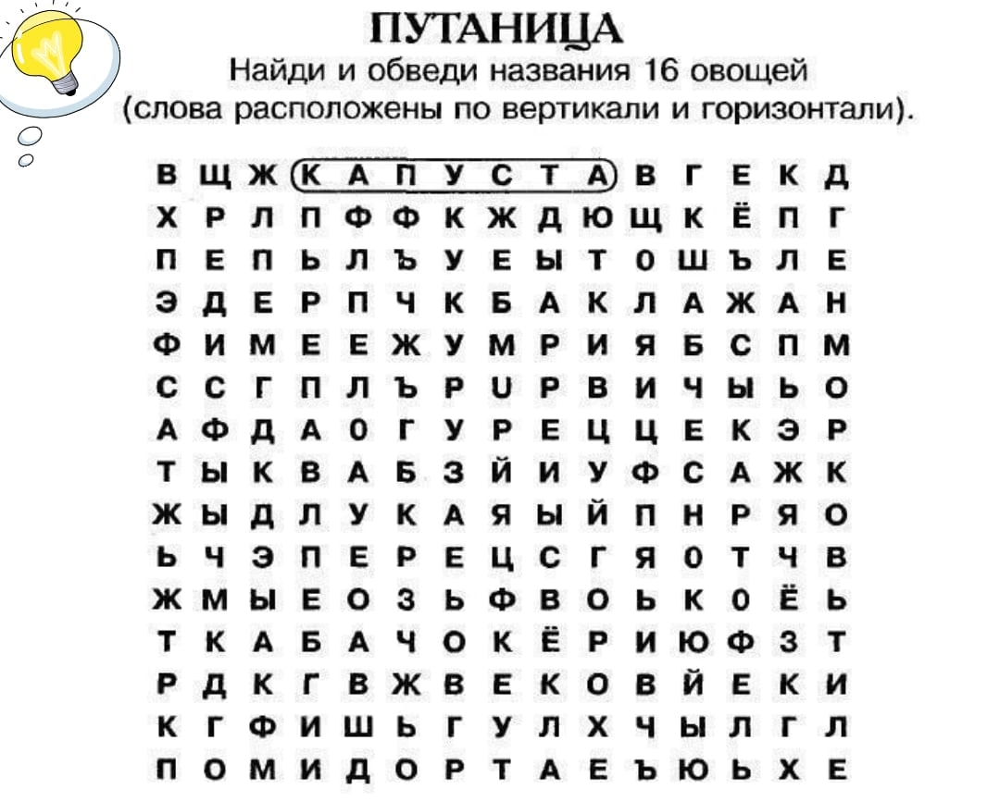 ПУТАНИЦА
Найди и обведи названия 16 овощей
(слова расположены по вертикали и горизонтали).
В Щ Ж К А П У С Т А В Г Е К Д
Х Р Л П Ф Ф К Ж Д Ю Щ К Ё П Г
П Е П Ь Л Ъ У Е Ы Т О Ш Ъ Л Е
Э Д Е Р П Ч К Б А К Л А Ж А Н
Ф И М Е Е Ж У М Р И Я Б С П М
С С Г П Л Ъ Р U Р В И Ч Ы Ь О
А Ф Д А О Г У Р Е Ц Ц Е К Э Р
Т Ы К В А Б З Й И У Ф С А Ж К
Ж Ы Д Л У К А Я Ы Й П Н Р Я О
Ь Ч Э П Е Р Е Ц С Г Я О Т Ч В
Ж М Ы Е О З Ь Ф В О Ь К О Ё Ь
Т К А Б А Ч О К Ё Р И Ю Ф З Т
Р Д К Г В Ж В Е К О В Й Е К И
К Г Ф И Ш Ь Г У Л Х Ч Ы Л Г Л
П О М И Д О Р Т А Е Ъ Ю Ь Х Е